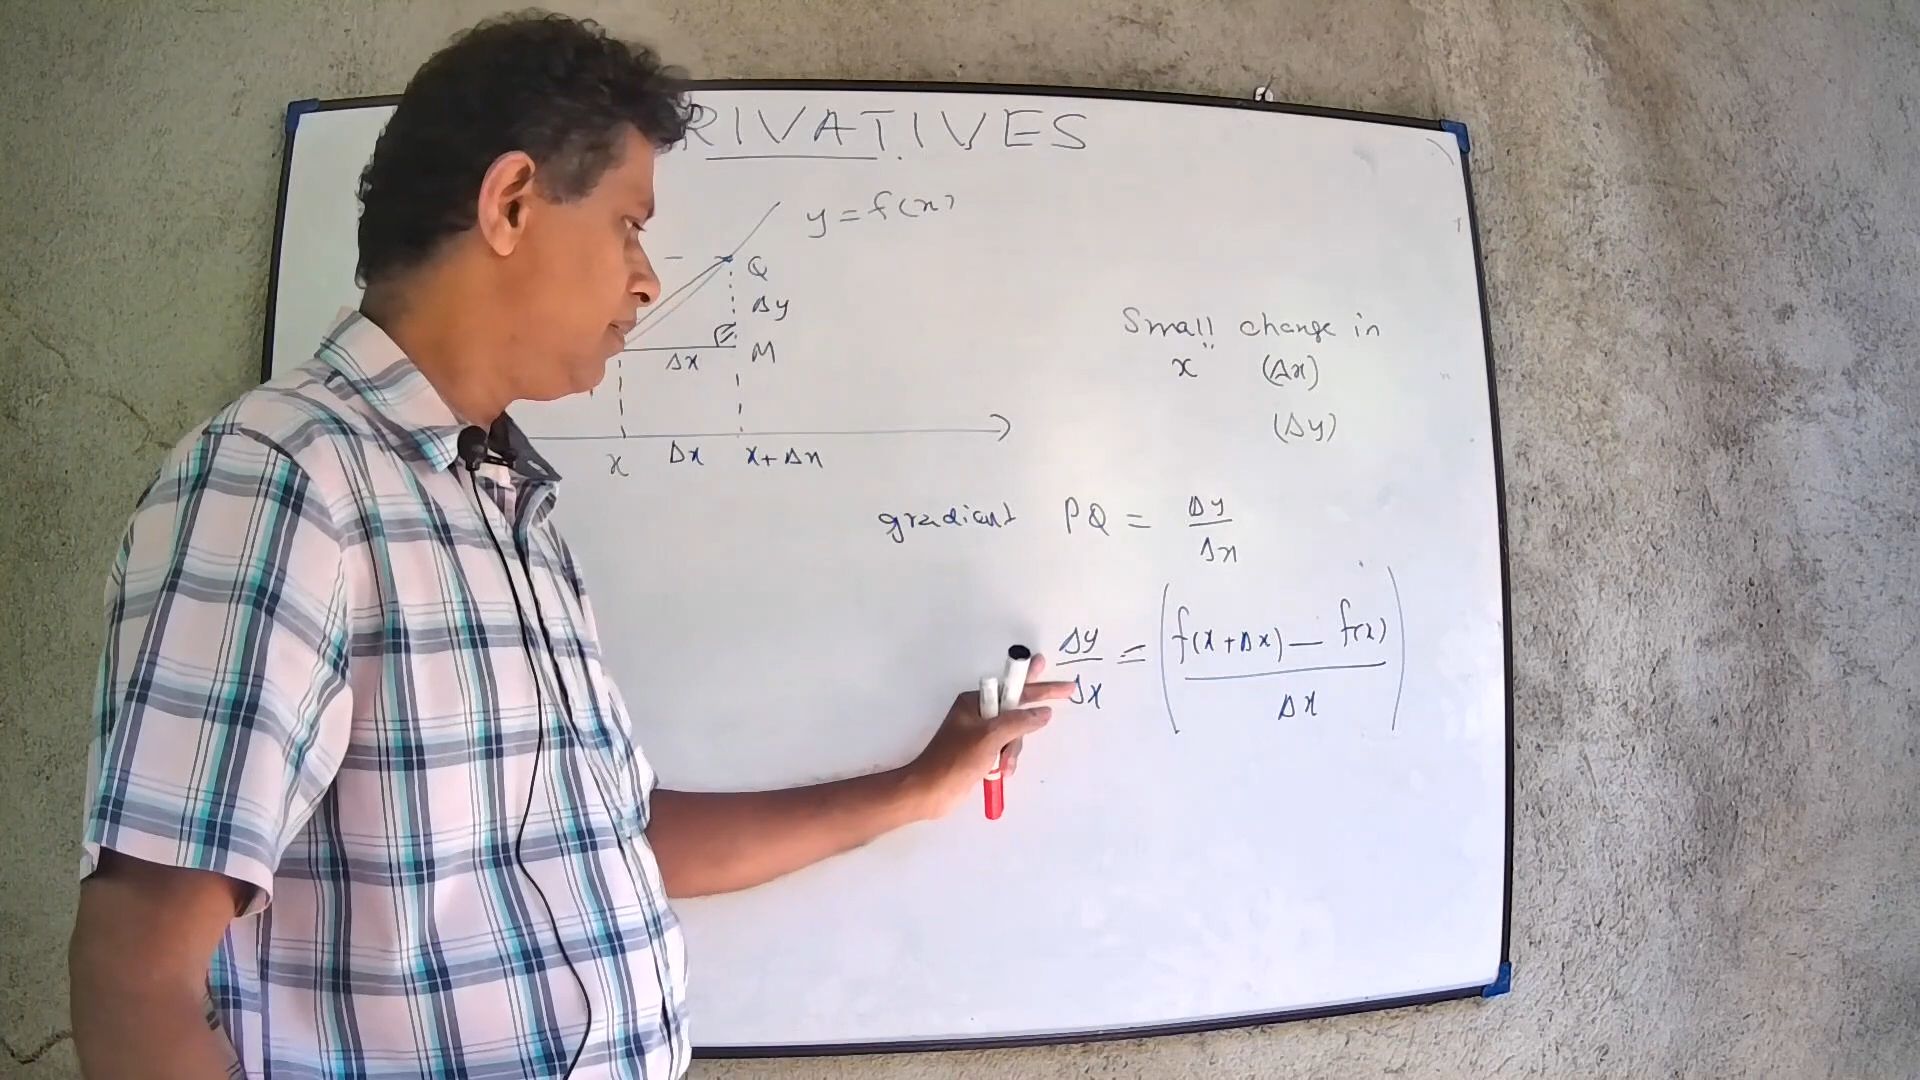 RIVATIVES
y = f(x)
Q
Δy
Δx M
x Δx x+Δx
Small change in
x (Δx)
(Δy)
gradient PQ = Δy/Δx
Δy/Δx = (f(x+Δx) — f(x)/Δx)